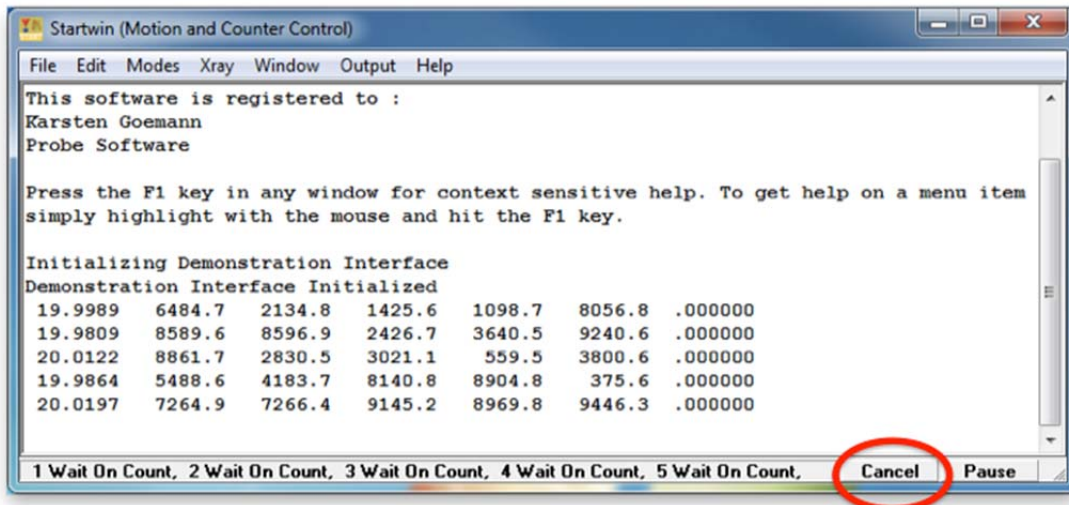 Startwin (Motion and Counter Control)
File Edit Modes Xray Window Output Help
This software is registered to :
Karsten Goemann
Probe Software
Press the F1 key in any window for context sensitive help. To get help on a menu item
simply highlight with the mouse and hit the F1 key.
Initializing Demonstration Interface
Demonstration Interface Initialized
19.9989 6484.7 2134.8 1425.6 1098.7 8056.8 .000000
19.9809 8589.6 8596.9 2426.7 3640.5 9240.6 .000000
20.0122 8861.7 2830.5 3021.1 559.5 3800.6 .000000
19.9864 5488.6 4183.7 8140.8 8904.8 375.6 .000000
20.0197 7264.9 7266.4 9145.2 8969.8 9446.3 .000000
1 Wait On Count, 2 Wait On Count, 3 Wait On Count, 4 Wait On Count, 5 Wait On Count, Cancel Pause